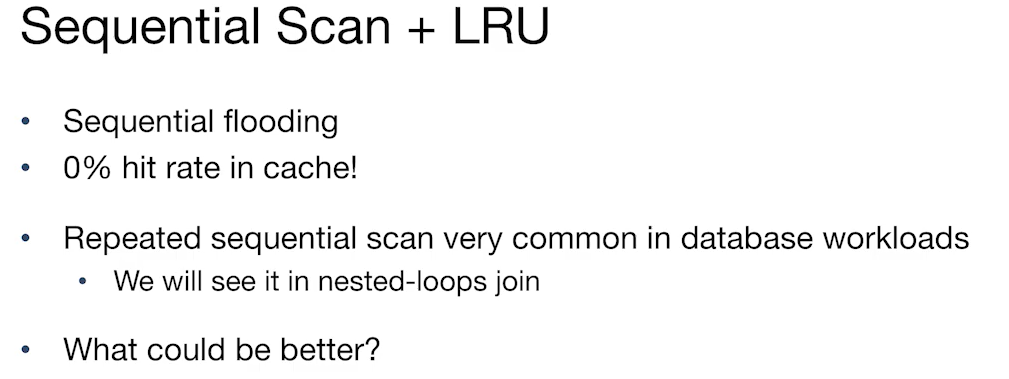 Sequential Scan + LRU
• Sequential flooding
• 0% hit rate in cache!
• Repeated sequential scan very common in database workloads
• We will see it in nested-loops join
• What could be better?